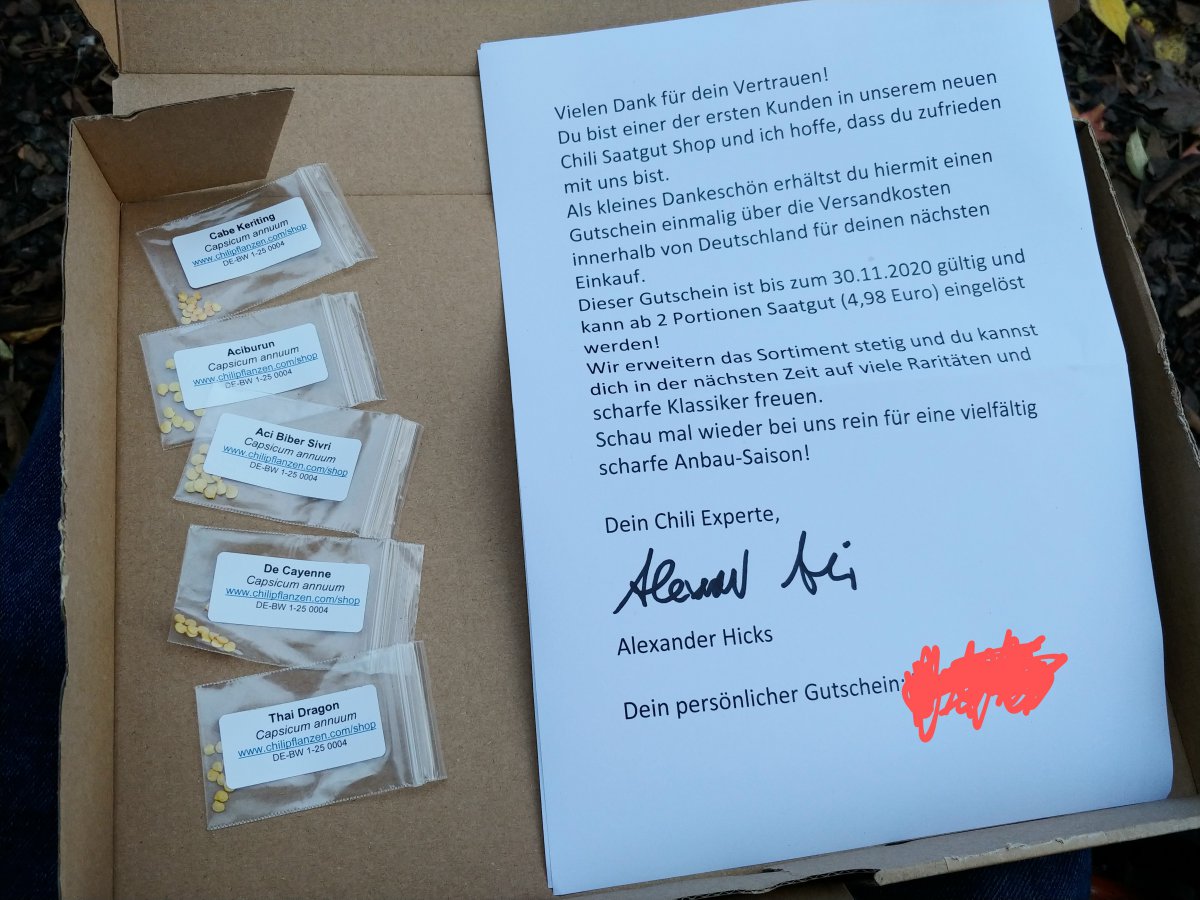 Cabe Keriting
Capsicum annuum
www.chilipflanzen.com/shop
DE-BW 1-25 0004
Aciburun
Capsicum annuum
www.chilipflanzen.com/shop
DE-BW 1-25 0004
Aci Biber Sivri
Capsicum annuum
www.chilipflanzen.com/shop
DE-BW 1-25 0004
De Cayenne
Capsicum annuum
www.chilipflanzen.com/shop
DE-BW 1-25 0004
Thai Dragon
Capsicum annuum
www.chilipflanzen.com/shop
DE-BW 1-25 0004
Vielen Dank für dein Vertrauen!
Du bist einer der ersten Kunden in unserem neuen
Chili Saatgut Shop und ich hoffe, dass du zufrieden
mit uns bist.
Als kleines Dankeschön erhältst du hiermit einen
Gutschein einmalig über die Versandkosten
innerhalb von Deutschland für deinen nächsten
Einkauf.
Dieser Gutschein ist bis zum 30.11.2020 gültig und
kann ab 2 Portionen Saatgut (4,98 Euro) eingelöst
werden!
Wir erweitern das Sortiment stetig und du kannst
dich in der nächsten Zeit auf viele Raritäten und
scharfe Klassiker freuen.
Schau mal wieder bei uns rein für eine vielfältig
scharfe Anbau-Saison!
Dein Chili Experte,
Alexander Hicks
Dein persönlicher Gutschein: